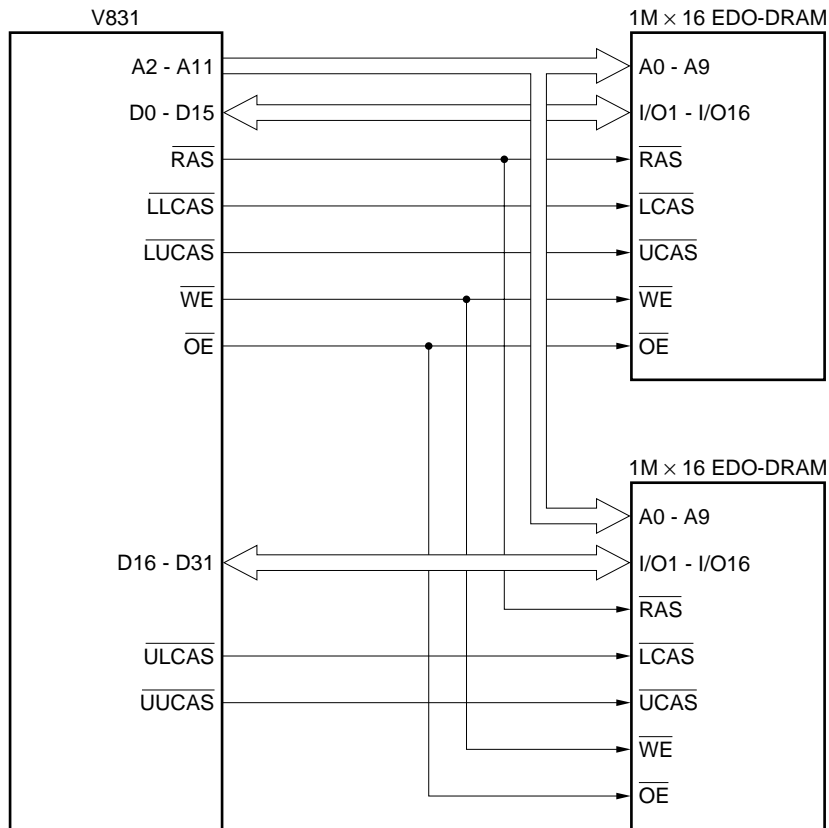 V831
1M × 16 EDO-DRAM
A2 - A11
A0 - A9
D0 - D15
I/O1 - I/O16
RAS
RAS
LLCAS
LCAS
LUCAS
UCAS
WE
WE
OE
OE
1M × 16 EDO-DRAM
A0 - A9
D16 - D31
I/O1 - I/O16
RAS
ULCAS
LCAS
UUCAS
UCAS
WE
OE